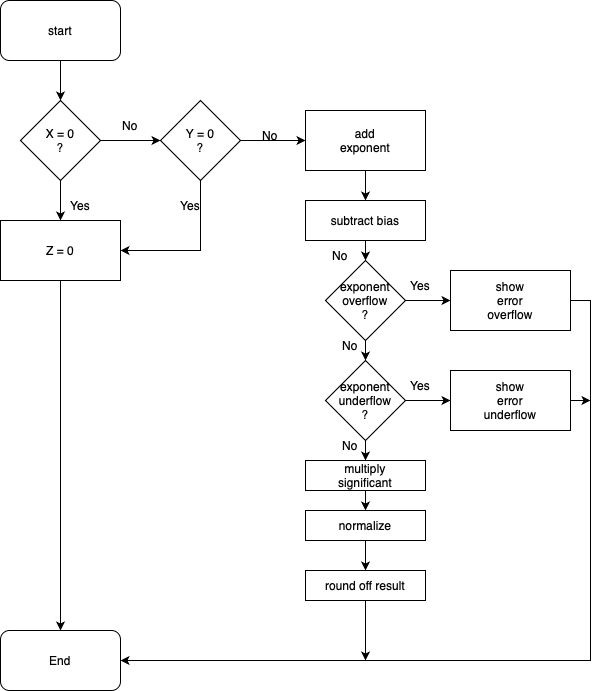 start
X = 0
?
No
Y = 0
?
No
add
exponent
Yes
Yes
Z = 0
subtract bias
No
exponent
overflow
?
Yes
show
error
overflow
No
exponent
underflow
?
Yes
show
error
underflow
No
multiply
significant
normalize
round off result
End